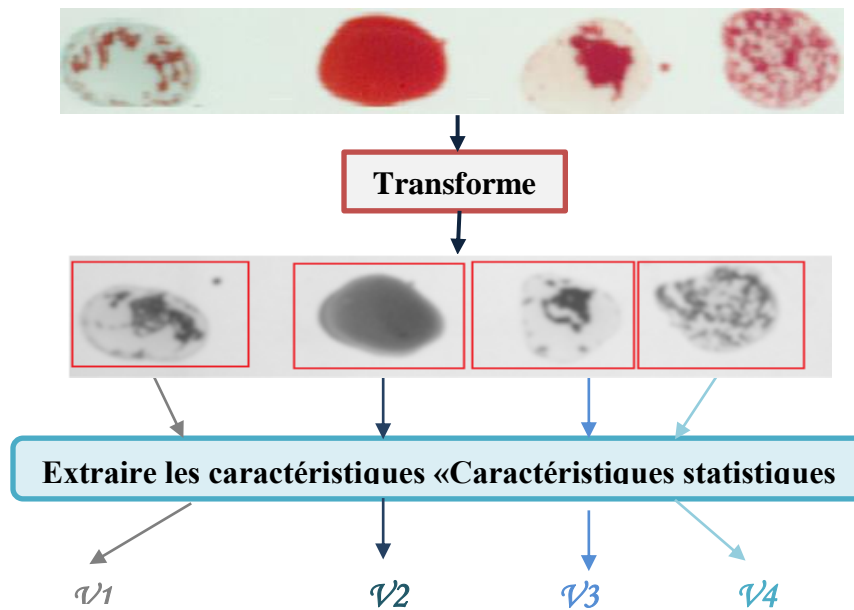 Transforme
Extraire les caractéristiques «Caractéristiques statistiques
V1 V2 V3 V4